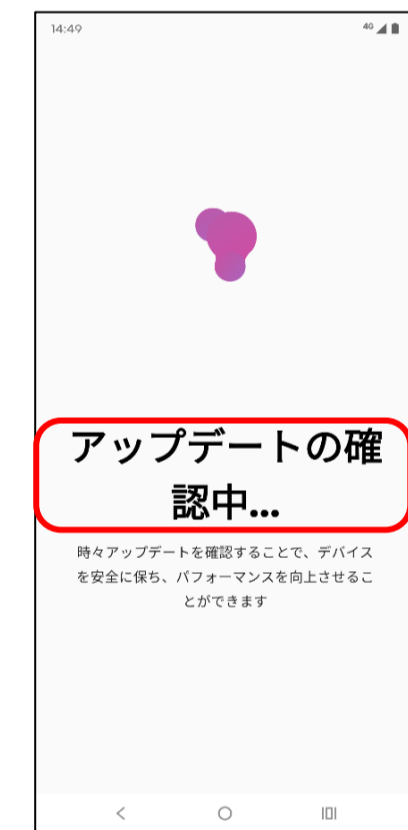 14:49
4G
アップデートの確
認中...
時々アップデートを確認することで、デバイス
を安全に保ち、パフォーマンスを向上させるこ
とができます